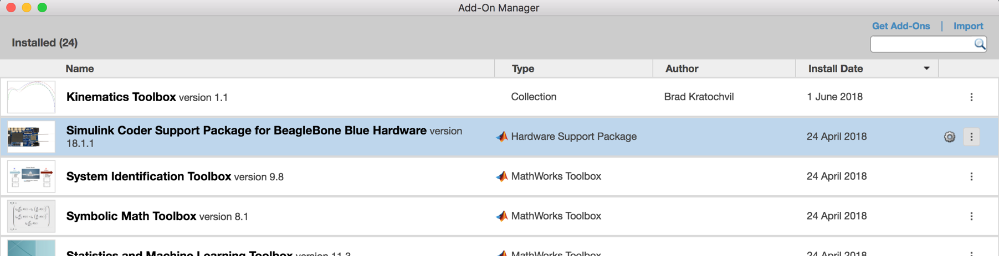 Add-On Manager
Get Add-Ons | Import
Installed (24)
Name Type Author Install Date
Kinematics Toolbox version 1.1 Collection Brad Kratochvil 1 June 2018
Simulink Coder Support Package for BeagleBone Blue Hardware version
18.1.1
Hardware Support Package 24 April 2018
System Identification Toolbox version 9.8 MathWorks Toolbox 24 April 2018
Symbolic Math Toolbox version 8.1 MathWorks Toolbox 24 April 2018
Statistics and Machine Learning Toolbox version 11.3 MathWorks Toolbox 24 April 2018